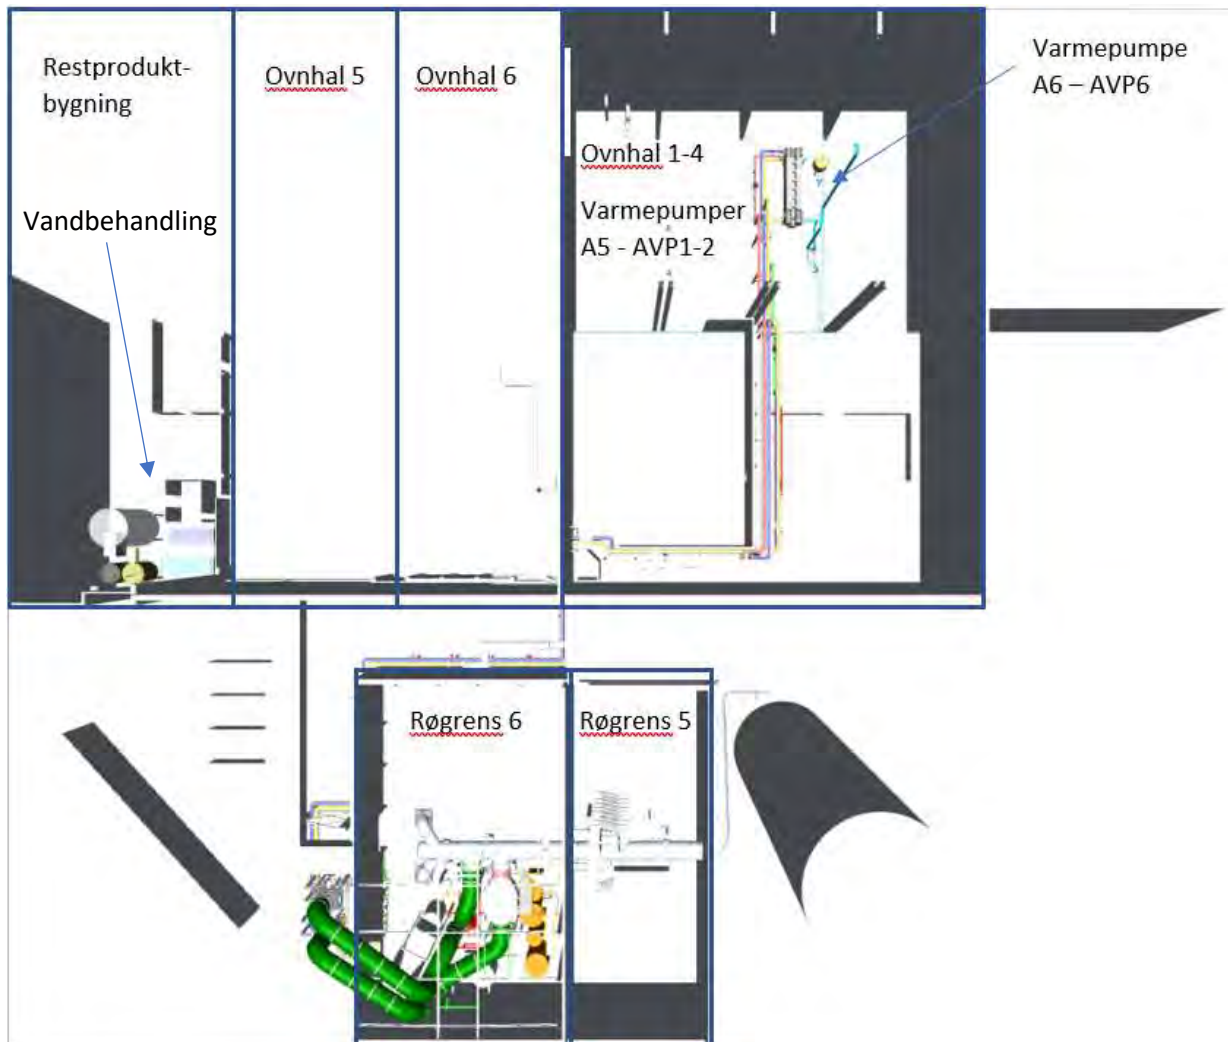 Restprodukt-
bygning
Ovnhal 5
Ovnhal 6
Varmepumpe
A6 – AVP6
Ovnhal 1-4
Varmepumper
A5 - AVP1-2
Vandbehandling
Røgrens 6
Røgrens 5